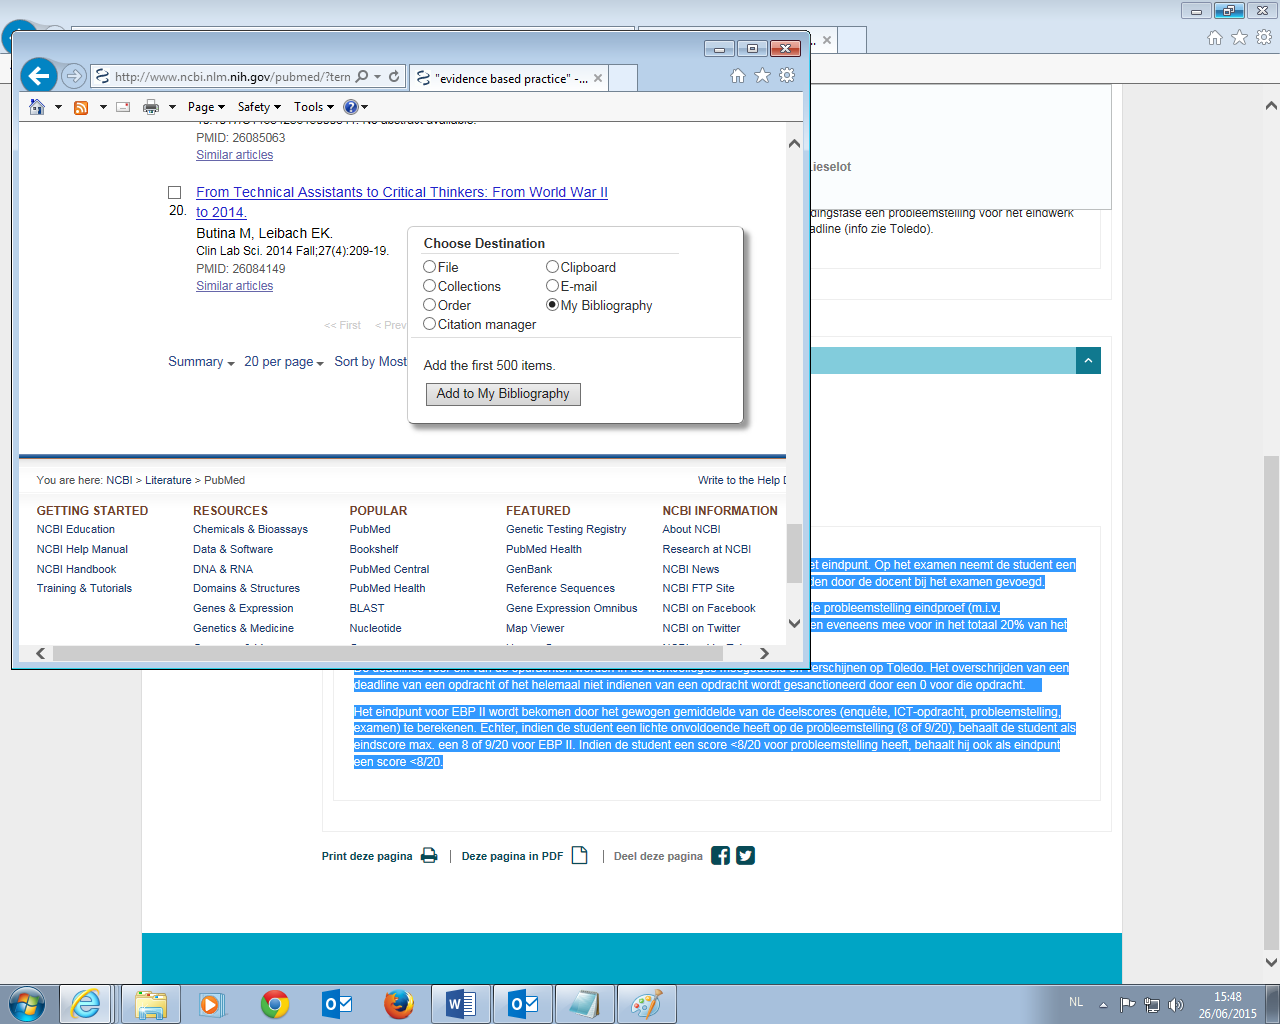 http://www.ncbi.nlm.nih.gov/pubmed/?term
"evidence based practice" -...
Page
Safety
Tools
No abstract available.
PMID: 26085063
Similar articles
From Technical Assistants to Critical Thinkers: From World War II
to 2014.
20.
Butina M, Leibach EK.
Clin Lab Sci. 2014 Fall;27(4):209-19.
PMID: 26084149
Similar articles
<< First
< Prev
Summary
20 per page
Sort by Most
Choose Destination
File
Clipboard
Collections
E-mail
Order
My Bibliography
Citation manager
Add the first 500 items.
Add to My Bibliography
You are here: NCBI > Literature > PubMed
Write to the Help D
GETTING STARTED
NCBI Education
NCBI Help Manual
NCBI Handbook
Training & Tutorials
RESOURCES
Chemicals & Bioassays
Data & Software
DNA & RNA
Domains & Structures
Genes & Expression
Genetics & Medicine
POPULAR
PubMed
Bookshelf
PubMed Central
PubMed Health
BLAST
Nucleotide
FEATURED
Genetic Testing Registry
PubMed Health
GenBank
Reference Sequences
Gene Expression Omnibus
Map Viewer
NCBI INFORMATION
About NCBI
Research at NCBI
NCBI News
NCBI FTP Site
NCBI on Facebook
NCBI on Twitter
ieselot
dingsfase een probleemstelling voor het eindwerk
adline (info zie Toledo).
et eindpunt. Op het examen neemt de student een
den door de docent bij het examen gevoegd.
de probleemstelling eindproef (m.i.v.
en eveneens mee voor in het totaal 20% van het
verschijnen op Toledo. Het overschrijden van een
deadline van een opdracht of het helemaal niet indienen van een opdracht wordt gesanctioneerd door een 0 voor die opdracht.
Het eindpunt voor EBP II wordt bekomen door het gewogen gemiddelde van de deelscores (enquête, ICT-opdracht, probleemstelling,
examen) te berekenen. Echter, indien de student een lichte onvoldoende heeft op de probleemstelling (8 of 9/20), behaalt de student als
eindscore max. een 8 of 9/20 voor EBP II. Indien de student een score <8/20 voor probleemstelling heeft, behaalt hij ook als eindpunt
een score <8/20.
Print deze pagina
Deze pagina in PDF
Deel deze pagina
NL
15:48
26/06/2015